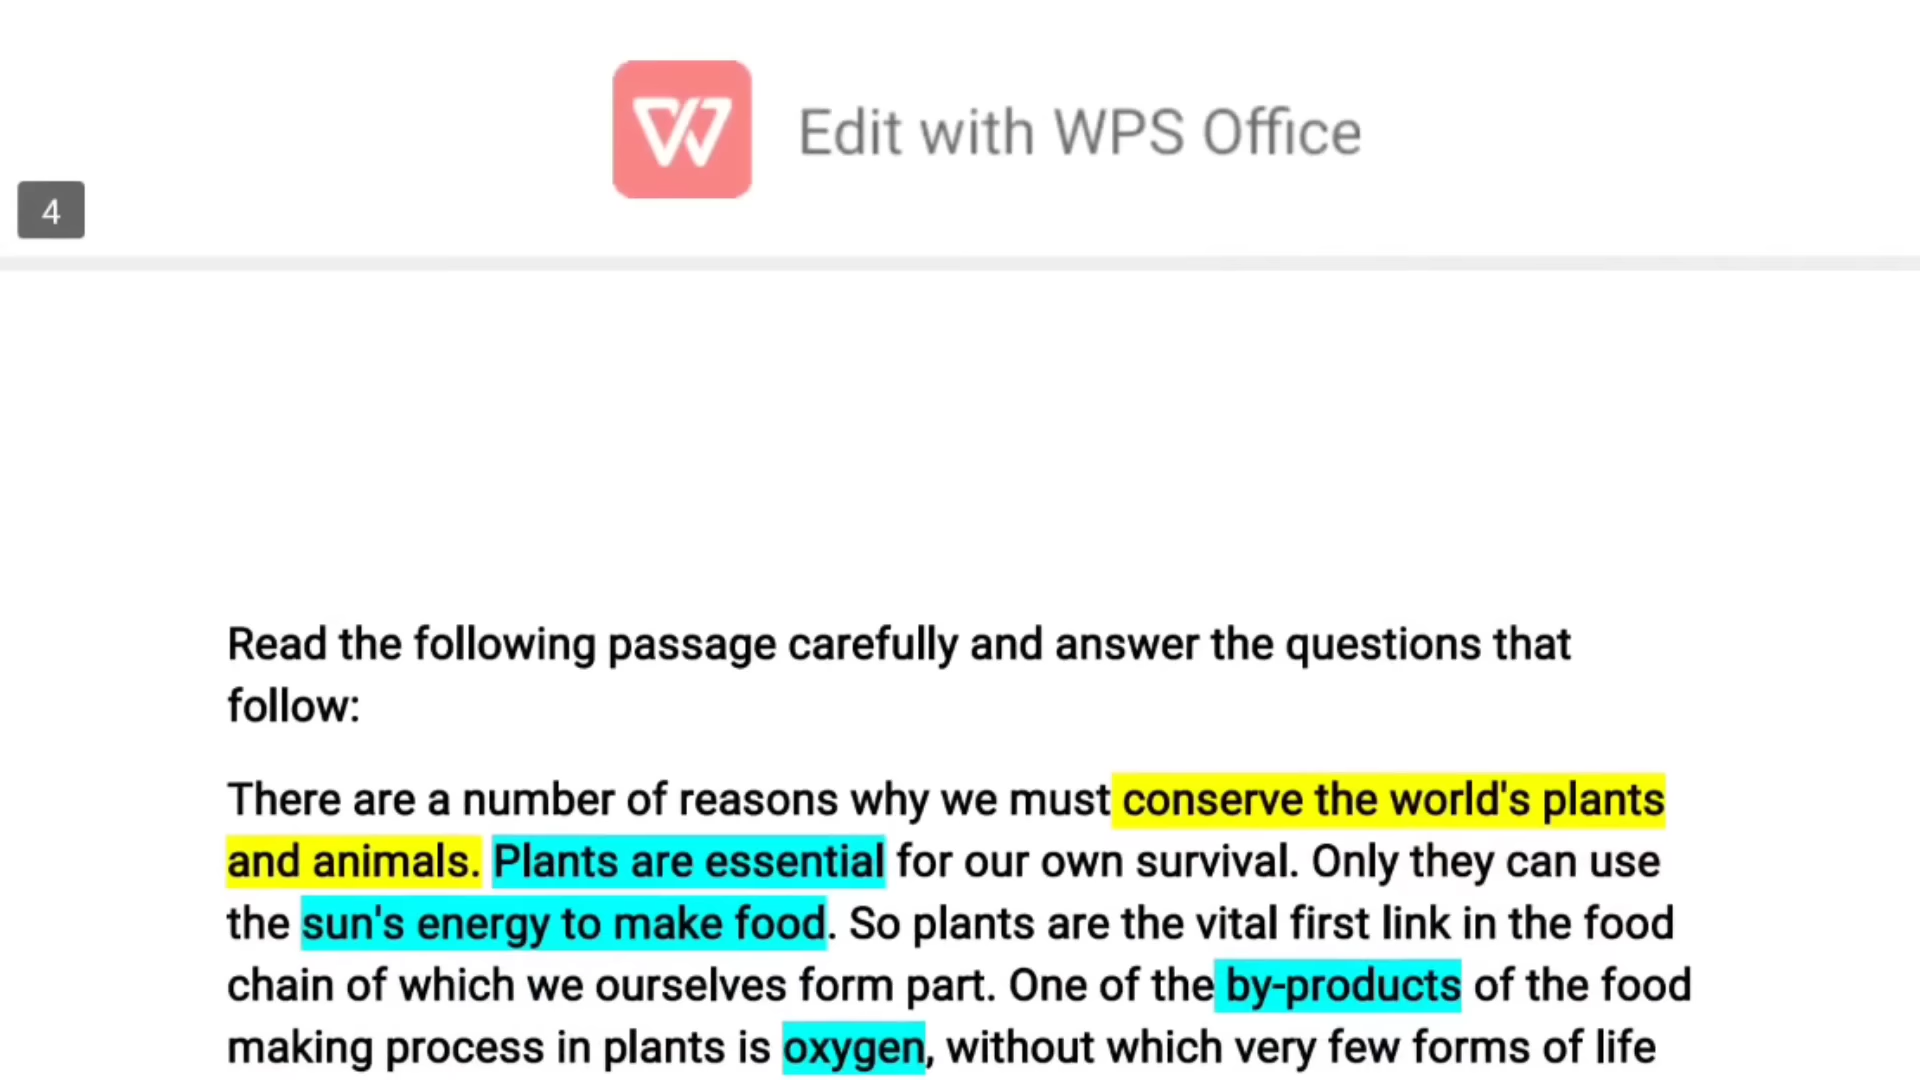 Edit with WPS Office
4
Read the following passage carefully and answer the questions that
follow:
There are a number of reasons why we must conserve the world's plants
and animals. Plants are essential for our own survival. Only they can use
the sun's energy to make food. So plants are the vital first link in the food
chain of which we ourselves form part. One of the by-products of the food
making process in plants is oxygen, without which very few forms of life